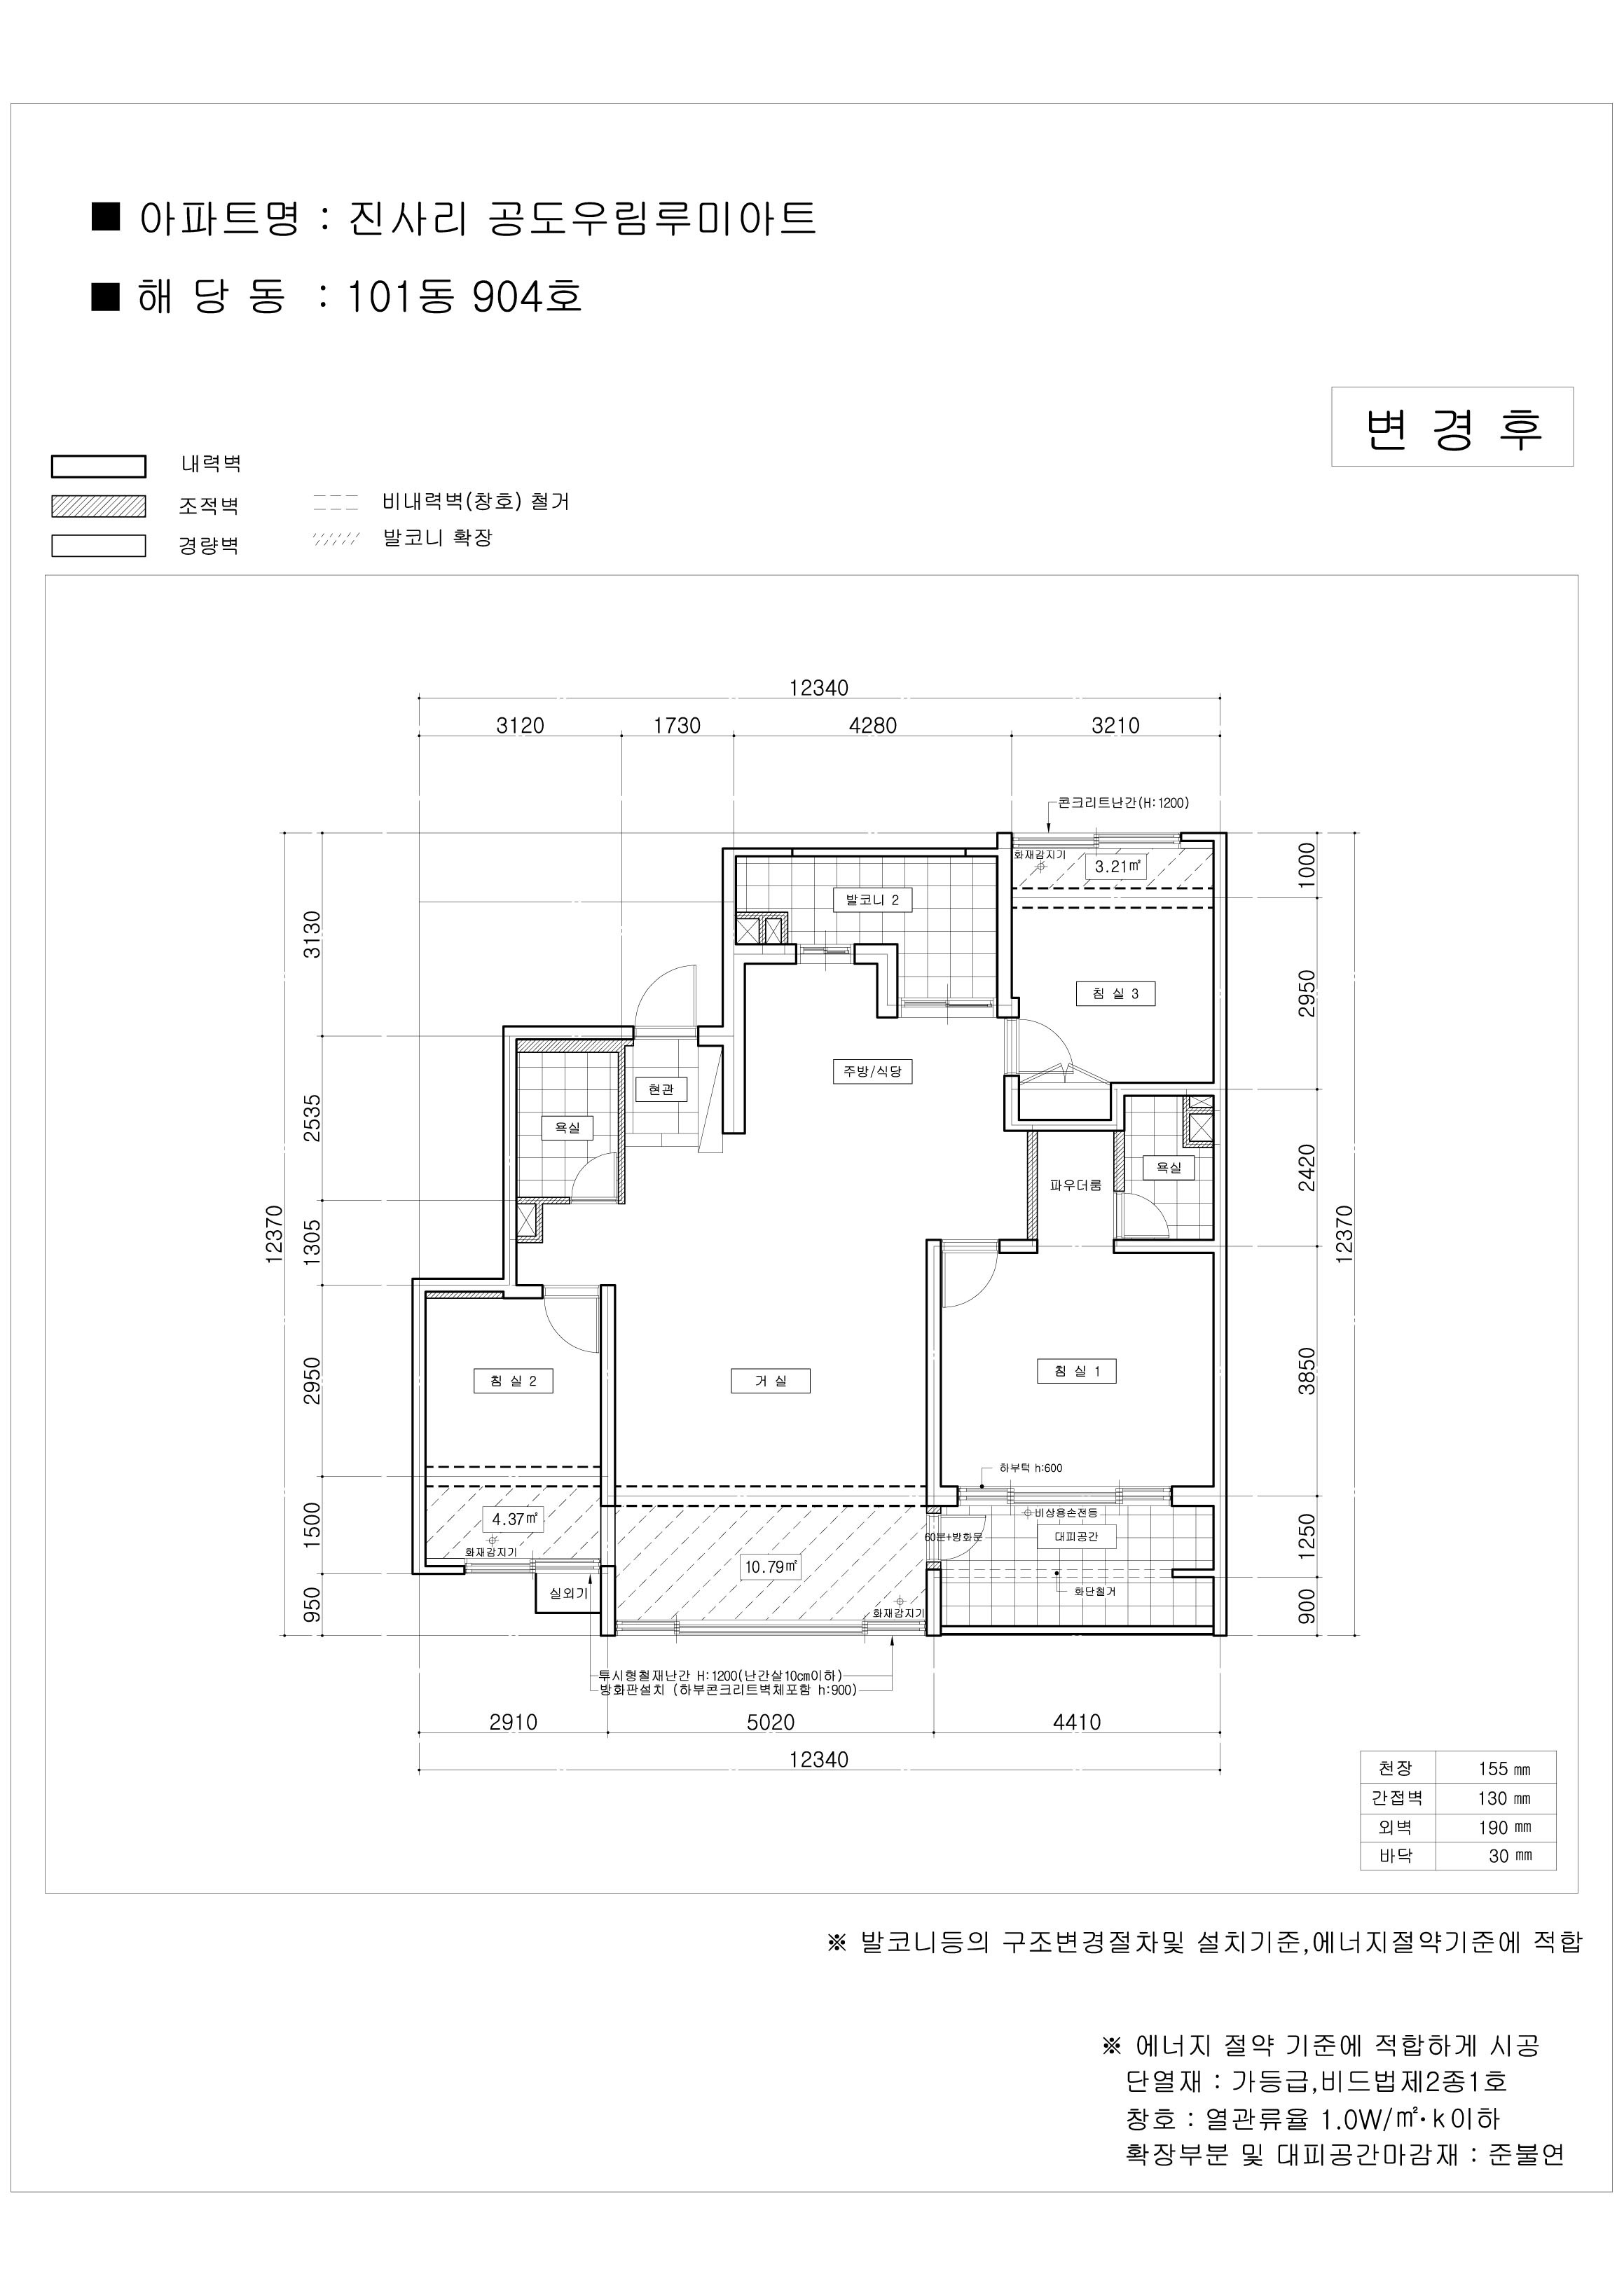 ■ 아파트명 : 진사리 공도우림루미아트
■ 해 당 동 : 101동 904호
변 경 후
내력벽
조적벽
경량벽
비내력벽(창호) 철거
발코니 확장
12340
3120 1730 4280 3210
콘크리트난간(H:1200)
화재감지기
3.21㎡
1000
발코니 2
3130
2950
침 실 3
주방/식당
현관
욕실
2535
욕실
2420
파우더룸
12370
1305
12370
침 실 2
거 실
침 실 1
2950
3850
하부턱 h:600
4.37㎡
화재감지기
1500
비상용손전등
60분+방화문
대피공간
1250
10.79㎡
실외기
화단철거
화재감지기
950
900
투시형철재난간 H:1200(난간살10cm이하)
방화판설치 (하부콘크리트벽체포함 h:900)
2910 5020 4410
12340
천장 155 ㎜
간접벽 130 ㎜
외벽 190 ㎜
바닥 30 ㎜
※ 발코니등의 구조변경절차및 설치기준,에너지절약기준에 적합
※ 에너지 절약 기준에 적합하게 시공
단열재 : 가등급,비드법제2종1호
창호 : 열관류율 1.0W/㎡·k이하
확장부분 및 대피공간마감재 : 준불연